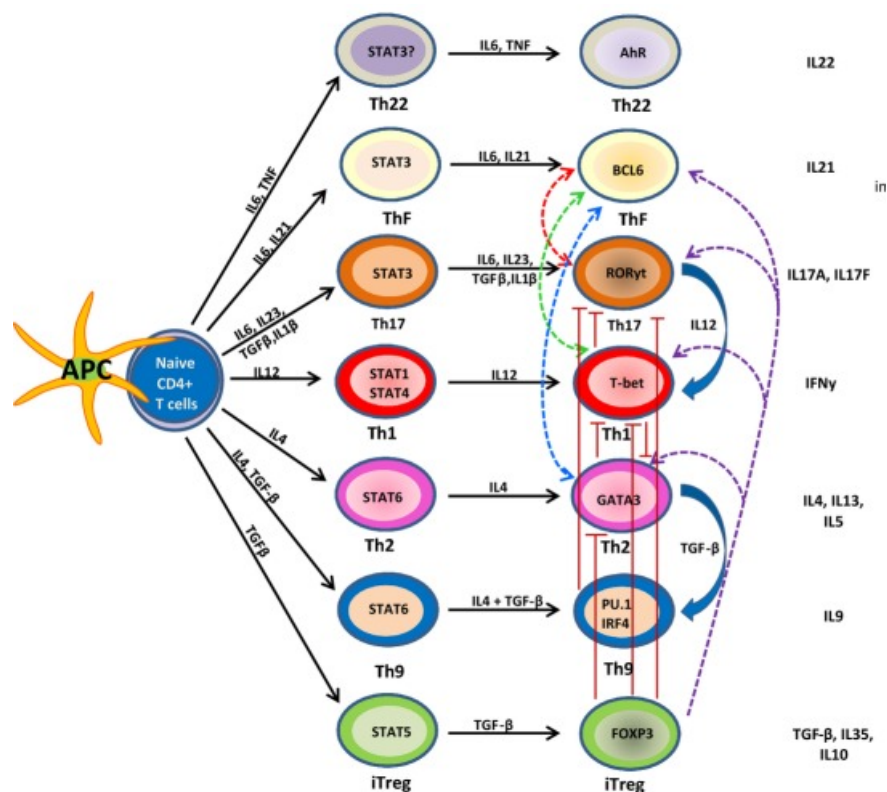 STAT3?
IL6, TNF
AhR
IL22
Th22
Th22
IL6, TNF
STAT3
IL6, IL21
BCL6
IL21
in
ThF
ThF
IL6, IL21
STAT3
IL6, IL23,
TGFβ,IL1β
RORyt
IL17A, IL17F
Th17
Th17
IL6, IL23,
TGFβ,IL1β
IL12
APC
Naive
CD4+
T cells
IL12
STAT1
STAT4
IL12
T-bet
IFNy
Th1
Th1
IL4
STAT6
IL4
GATA3
IL4, IL13,
IL5
Th2
Th2
IL4, TGF-β
TGF-β
TGFβ
STAT6
IL4 + TGF-β
PU.1
IRF4
IL9
Th9
Th9
STAT5
TGF-β
FOXP3
TGF-β, IL35,
IL10
iTreg
iTreg